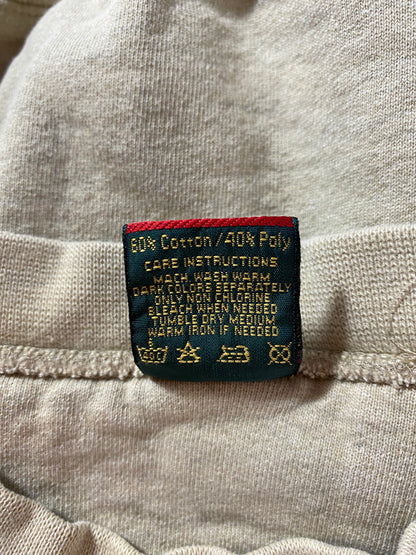 60% Cotton / 40% Poly
CARE INSTRUCTIONS
MACH. WASH WARM
DARK COLORS SEPARATELY
ONLY NON CHLORINE
BLEACH WHEN NEEDED
TUMBLE DRY MEDIUM
WARM IRON IF NEEDED